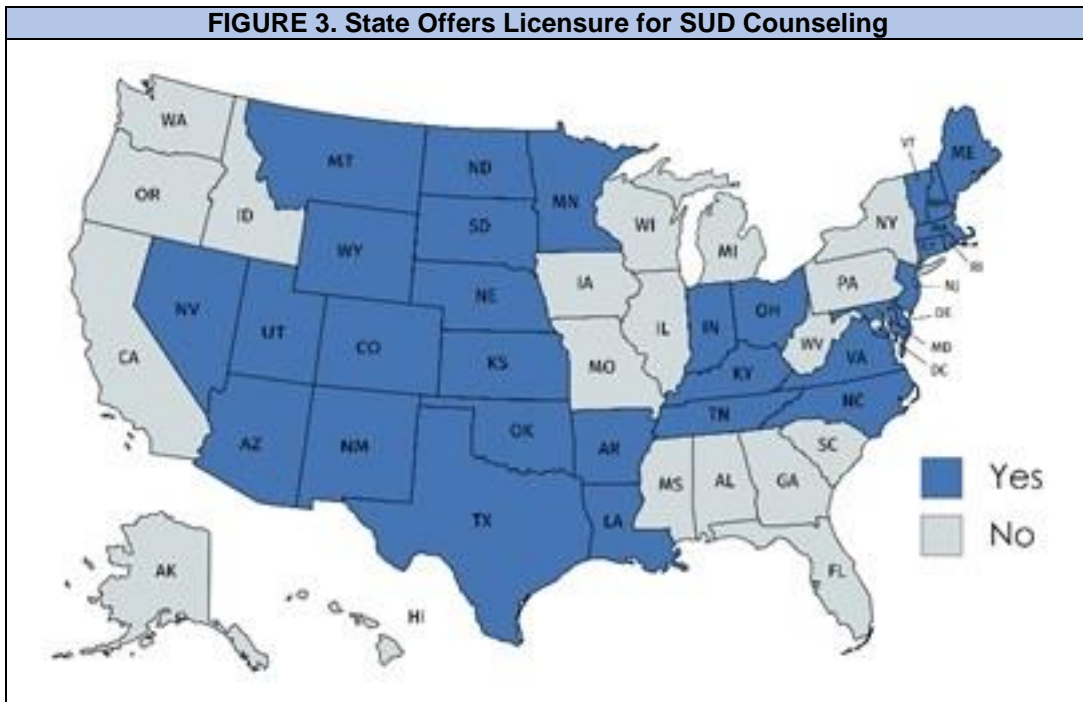 FIGURE 3. State Offers Licensure for SUD Counseling
WA
MT
ND
MN
VT
ME
OR
ID
WY
SD
WI
MI
NY
RI
NV
UT
CO
NE
IA
IL
IN
OH
PA
NJ
DE
MD
DC
CA
KS
MO
KY
WV
VA
AZ
NM
OK
AR
TN
NC
SC
TX
LA
MS
AL
GA
FL
Yes
No
AK
HI